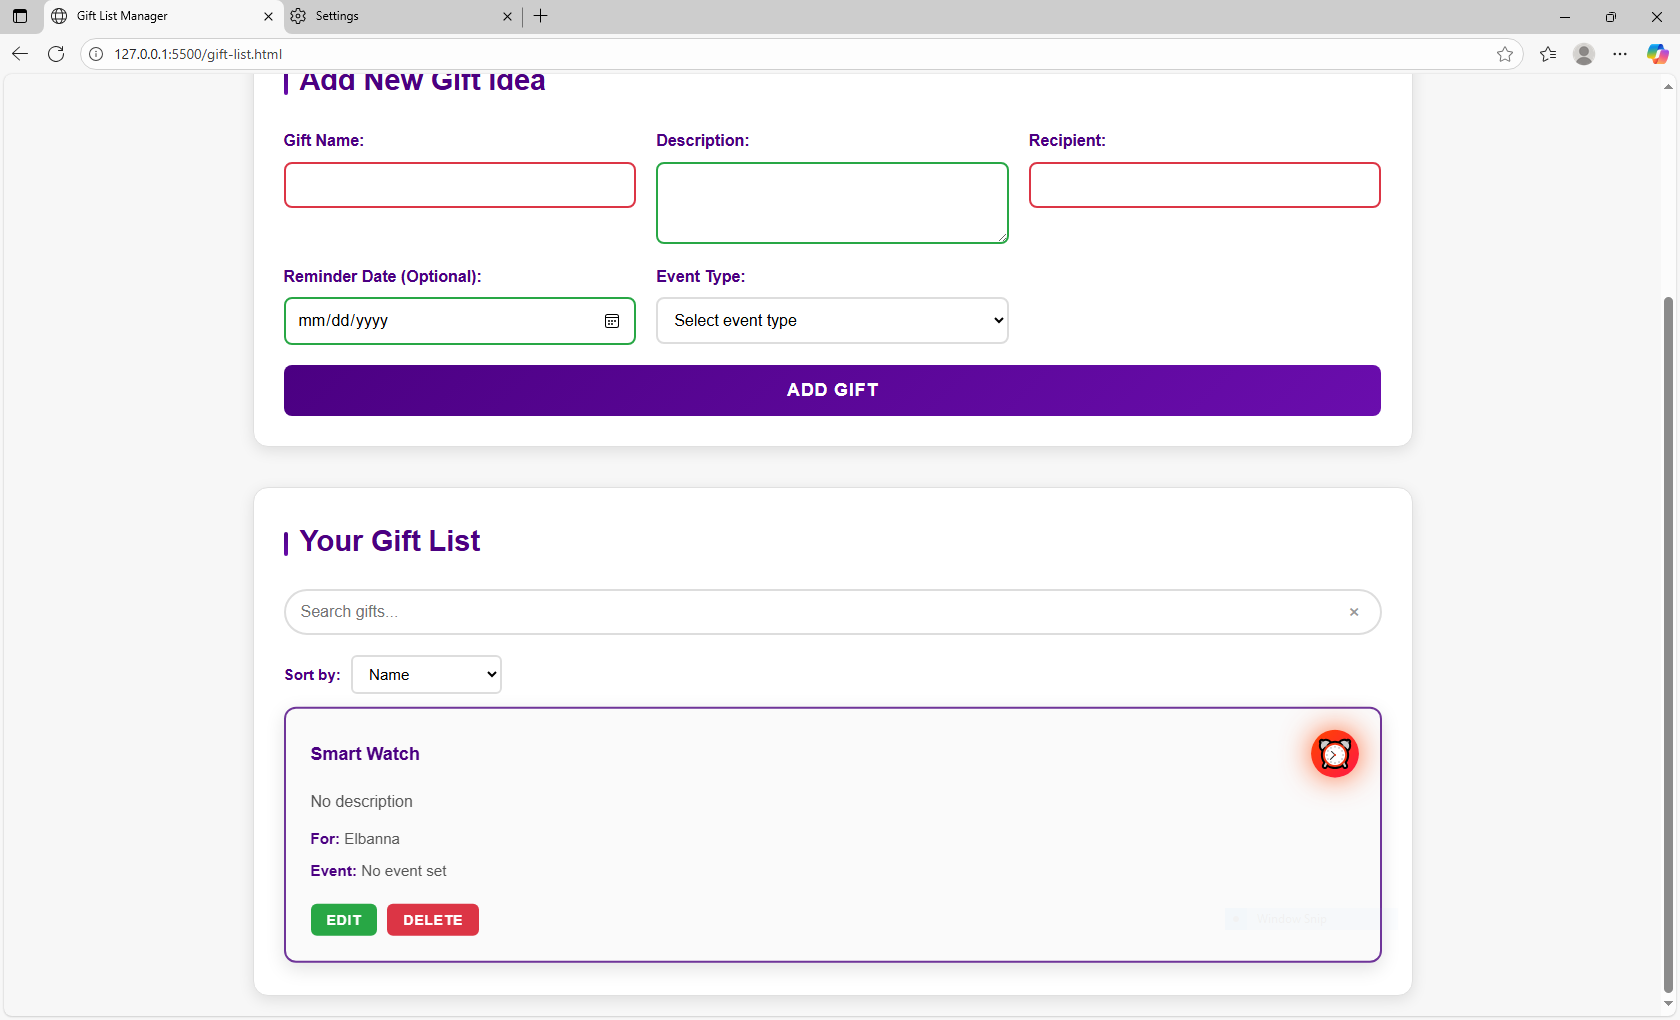 Gift List Manager
Settings
127.0.0.1:5500/gift-list.html
Add New Gift Idea
Gift Name:
Description:
Recipient:
Reminder Date (Optional):
Event Type:
mm/dd/yyyy
Select event type
ADD GIFT
Your Gift List
Search gifts...
Sort by:
Name
Smart Watch
No description
For: Elbanna
Event: No event set
EDIT
DELETE
Window Snip